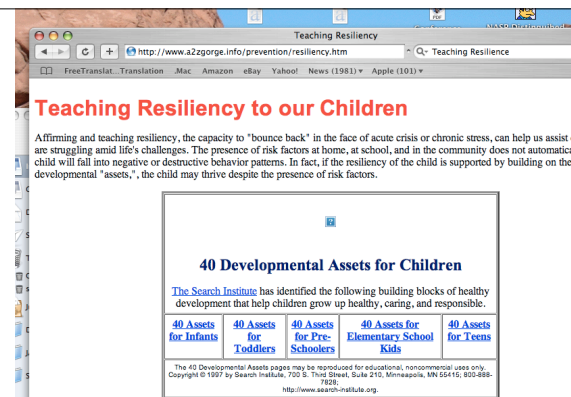 PDF
Teaching Resiliency
http://www.a2zgorge.info/prevention/resiliency.htm
Q- Teaching Resilience
FreeTranslat...Translation .Mac Amazon eBay Yahoo! News (1981) Apple (101)
Teaching Resiliency to our Children
Affirming and teaching resiliency, the capacity to "bounce back" in the face of acute crisis or chronic stress, can help us assist
are struggling amid life's challenges. The presence of risk factors at home, at school, and in the community does not
child will fall into negative or destructive behavior patterns. In fact, if the resiliency of the child is supported by building on the
developmental "assets,", the child may thrive despite the presence of risk factors.
40 Developmental Assets for Children
The Search Institute has identified the following building blocks of healthy
development that help children grow up healthy, caring, and responsible.
40 Assets for Infants
40 Assets for Toddlers
40 Assets for Pre-Schoolers
40 Assets for Elementary School Kids
40 Assets for Teens
The 40 Developmental Assets pages may be reproduced for educational, noncommercial uses only.
Copyright © 1997 by Search Institute, 700 S. Third Street, Suite 210, Minneapolis, MN 55415; 800-888-
7828;
http://www.search-institute.org.